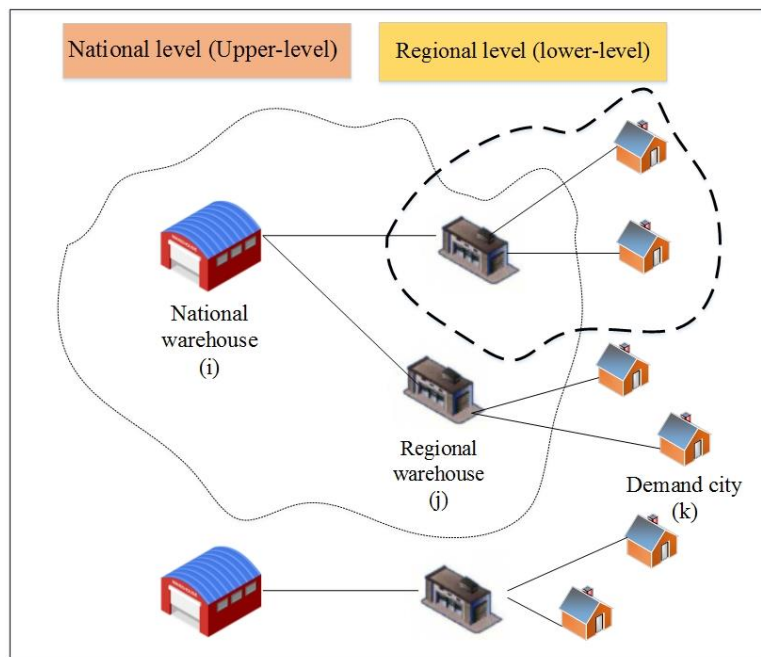 National level (Upper-level)
Regional level (lower-level)
National
warehouse
(i)
Regional
warehouse
(j)
Demand city
(k)